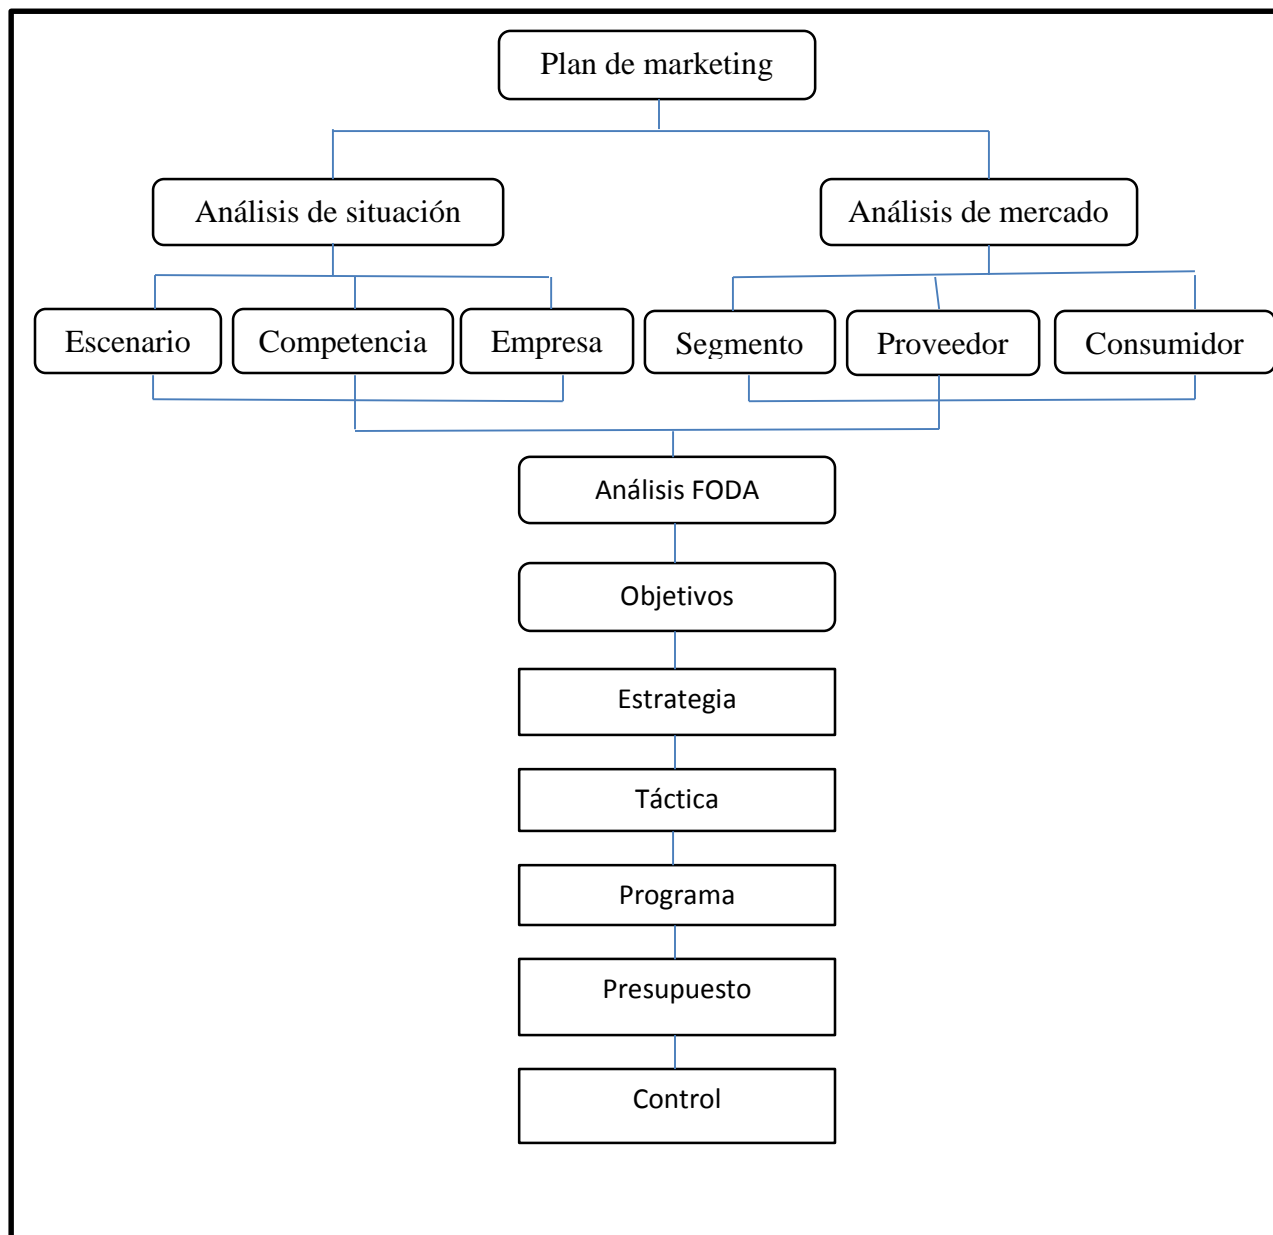 Plan de marketing
Análisis de situación
Análisis de mercado
Escenario
Competencia
Empresa
Segmento
Proveedor
Consumidor
Análisis FODA
Objetivos
Estrategia
Táctica
Programa
Presupuesto
Control